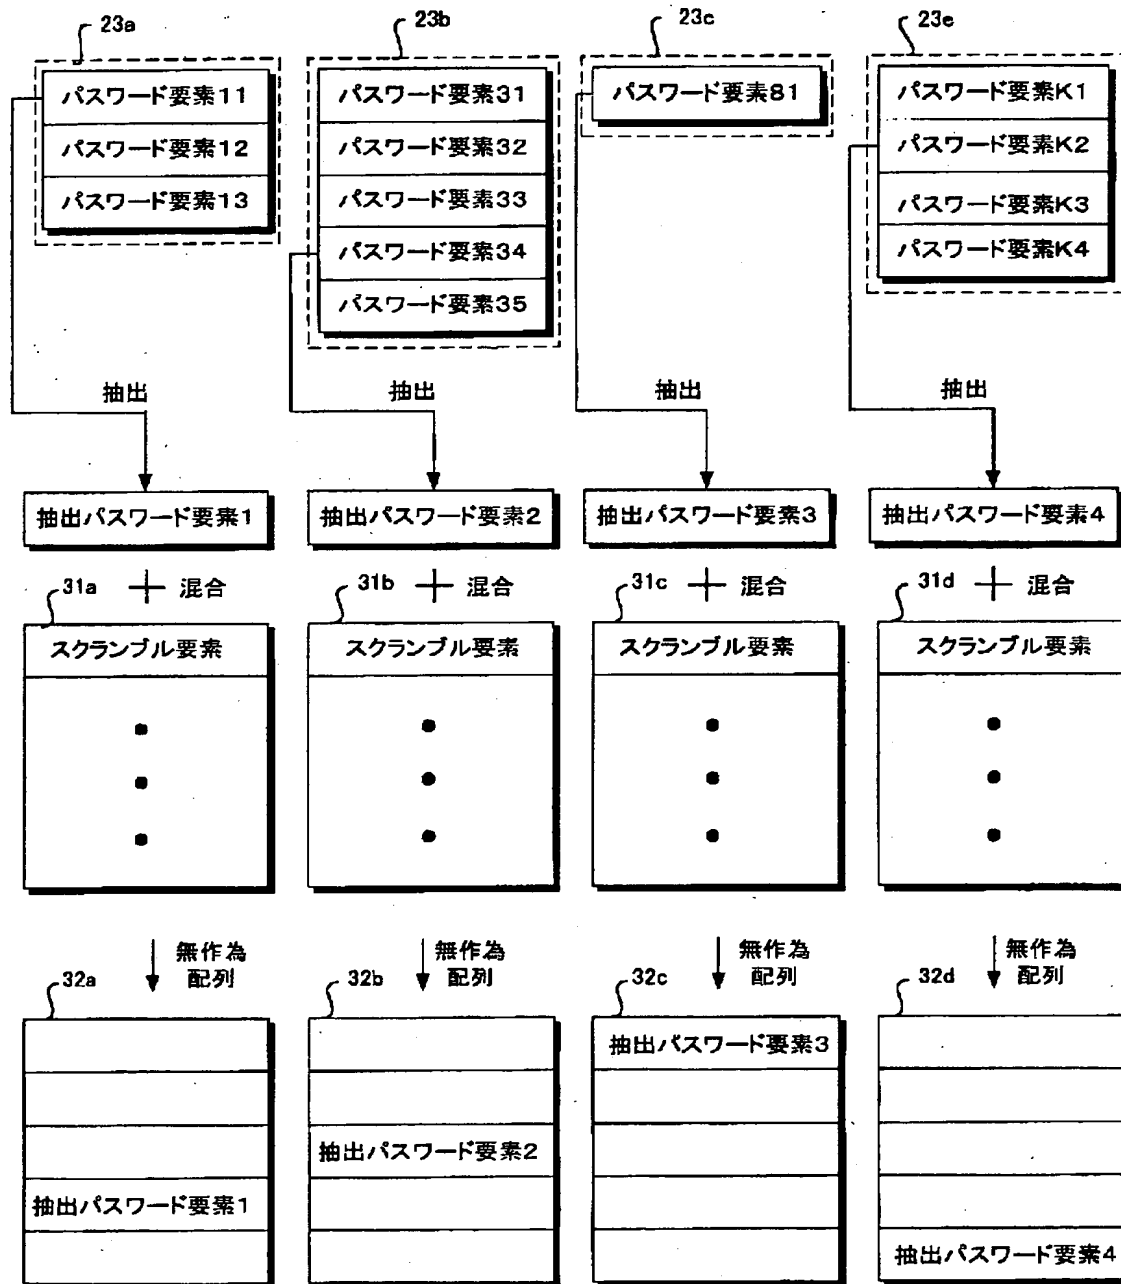 23a
23b
23c
23e
パスワード要素11
パスワード要素12
パスワード要素13
パスワード要素31
パスワード要素32
パスワード要素33
パスワード要素34
パスワード要素35
パスワード要素81
パスワード要素K1
パスワード要素K2
パスワード要素K3
パスワード要素K4
抽出
抽出
抽出
抽出
抽出パスワード要素1
抽出パスワード要素2
抽出パスワード要素3
抽出パスワード要素4
31a
混合
31b
混合
31c
混合
31d
混合
スクランブル要素
スクランブル要素
スクランブル要素
スクランブル要素
32a
無作為
配列
32b
無作為
配列
32c
無作為
配列
32d
無作為
配列
抽出パスワード要素1
抽出パスワード要素2
抽出パスワード要素3
抽出パスワード要素4